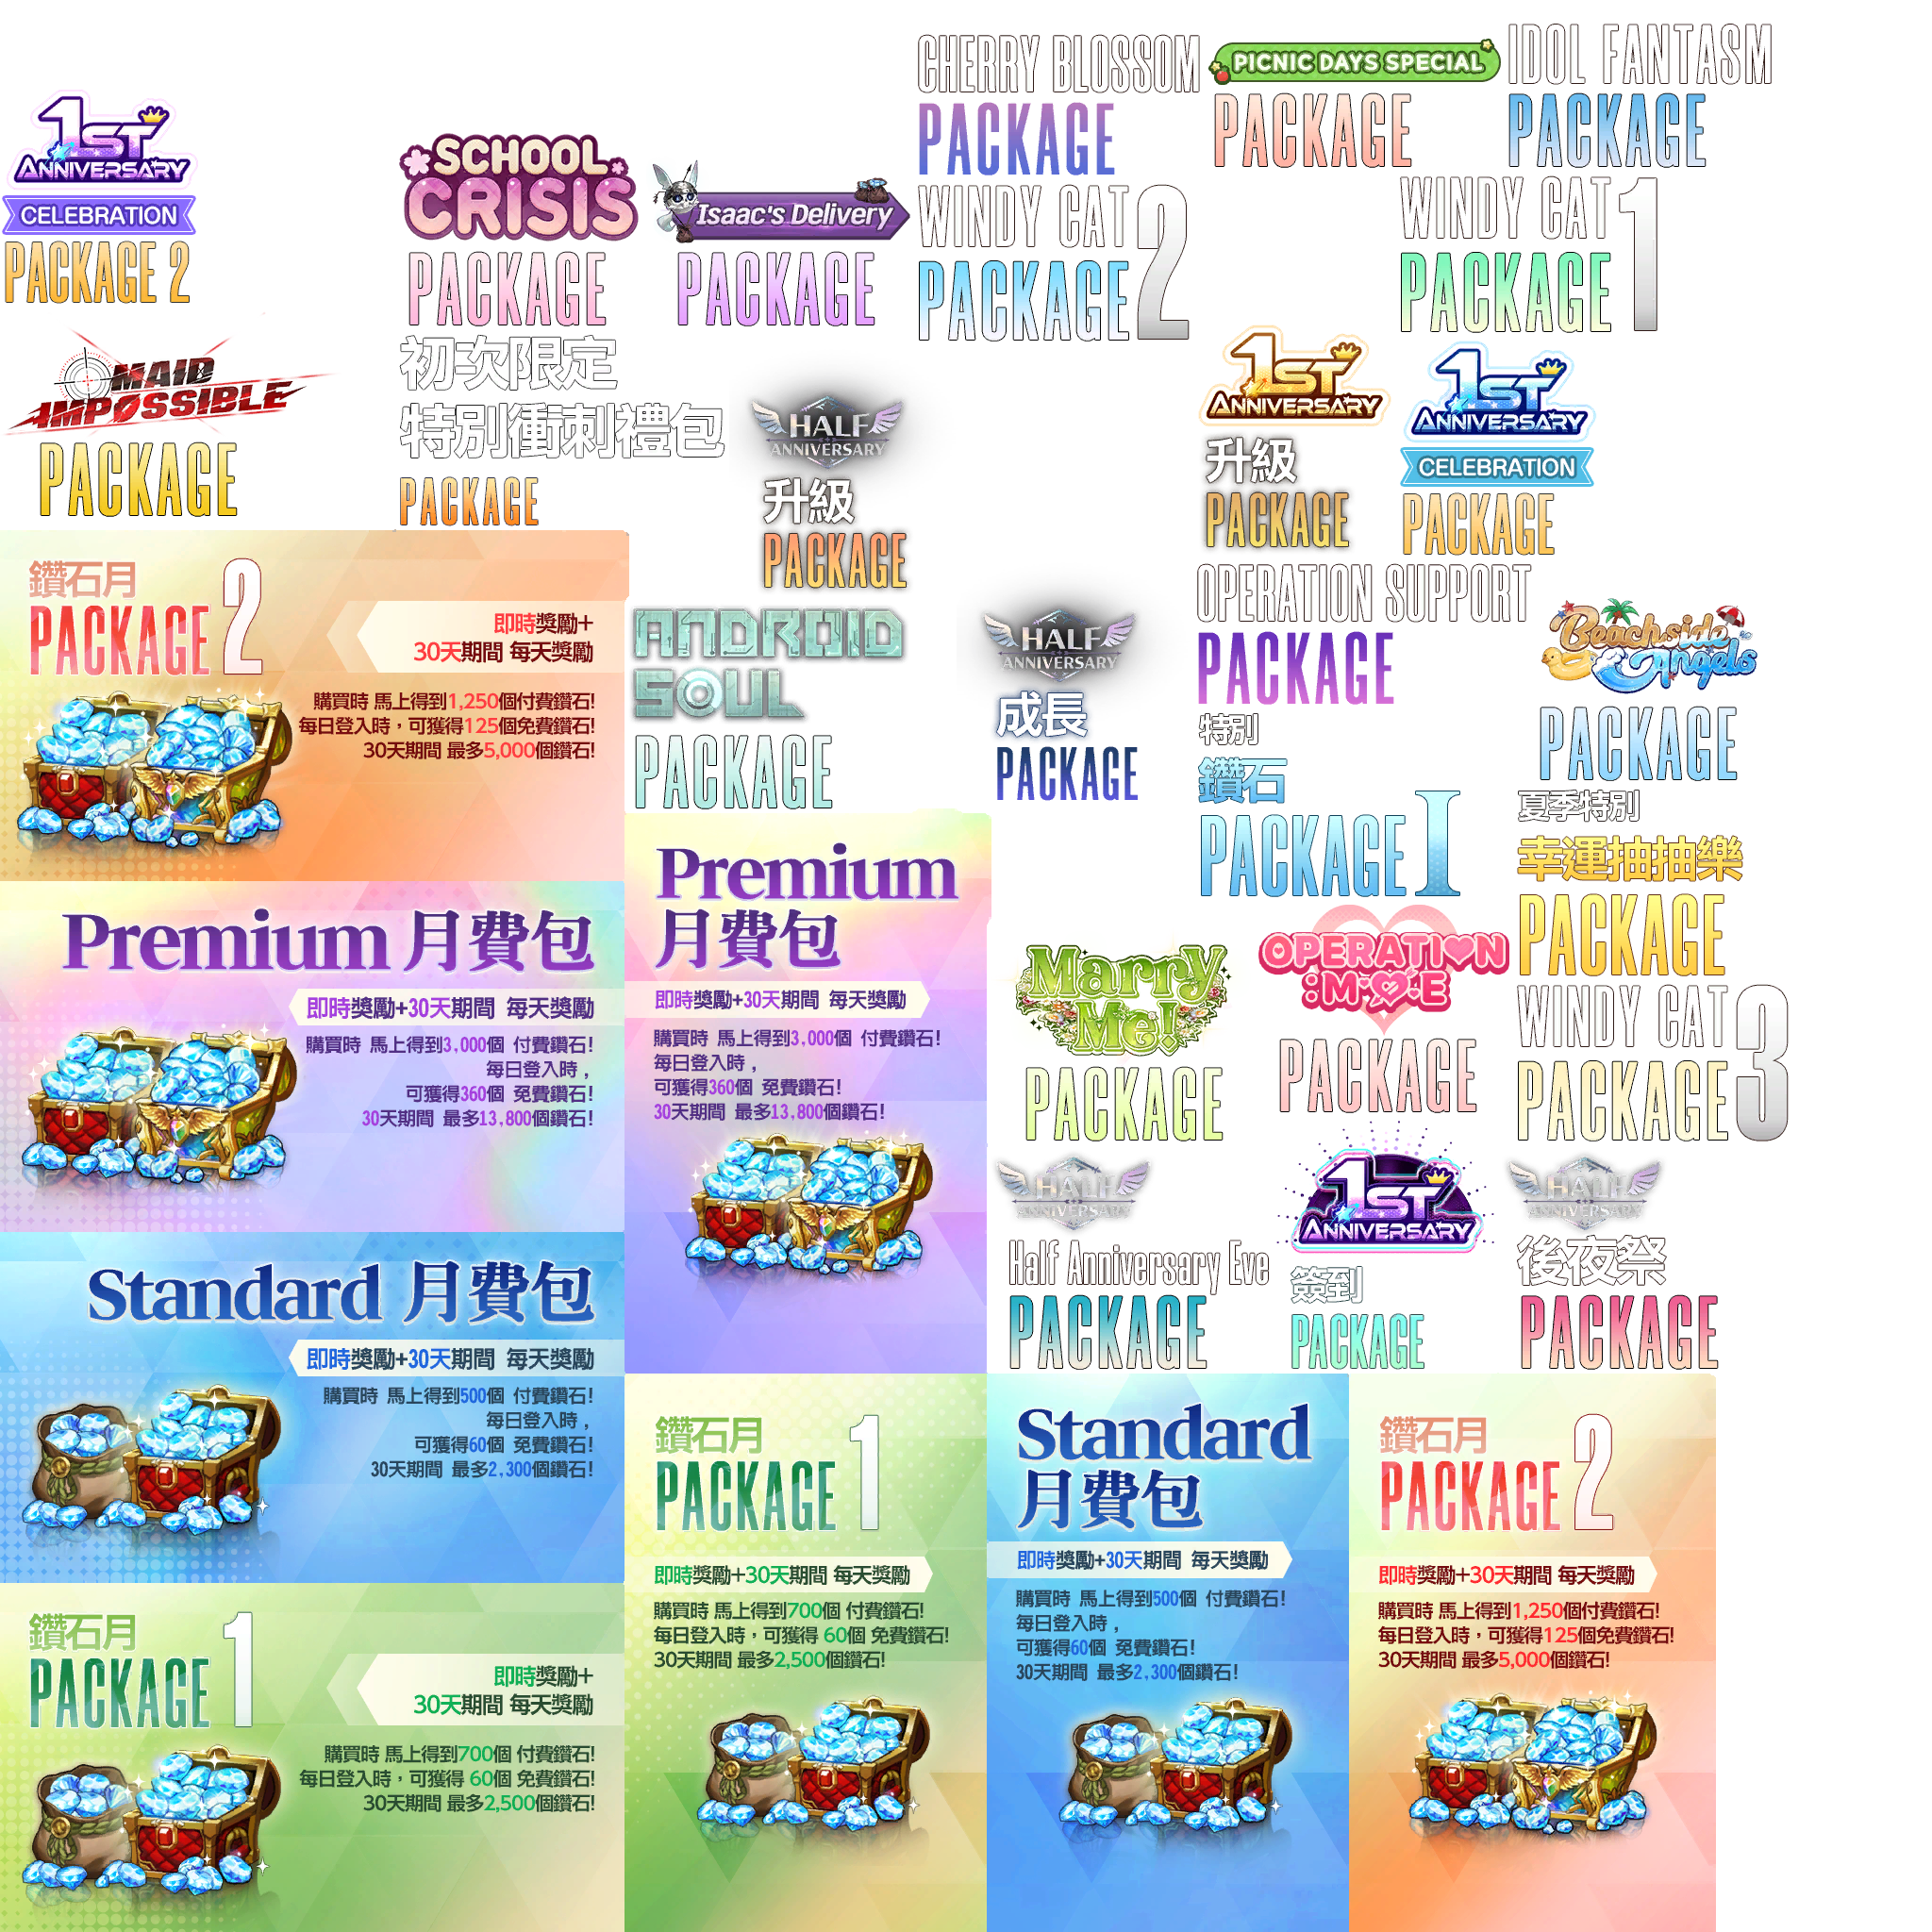 1ST
ANNIVERSARY
CELEBRATION
PACKAGE 2
SCHOOL
CRISIS
PACKAGE
Isaac's Delivery
PACKAGE
CHERRY BLOSSOM
PACKAGE
PICNIC DAYS SPECIAL
PACKAGE
IDOL FANTASM
PACKAGE
WINDY CAT
PACKAGE 2
WINDY CAT
PACKAGE 1
MAID
IMPOSSIBLE
PACKAGE
初次限定
特別衝刺禮包
PACKAGE
HALF
ANNIVERSARY
升級
PACKAGE
1ST
ANNIVERSARY
升級
PACKAGE
1ST
ANNIVERSARY
CELEBRATION
PACKAGE
鑽石月
PACKAGE 2
即時獎勵+
30天期間 每天獎勵
購買時 馬上得到1,250個付費鑽石!
每日登入時，可獲得125個免費鑽石!
30天期間 最多5,000個鑽石!
ANDROID
SOUL
PACKAGE
HALF
ANNIVERSARY
成長
PACKAGE
OPERATION SUPPORT
PACKAGE
特別
鑽石
PACKAGE I
Beachside
Angels
PACKAGE
夏季特別
幸運抽抽樂
PACKAGE
Premium 月費包
即時獎勵+30天期間 每天獎勵
購買時 馬上得到3,000個 付費鑽石!
每日登入時，
可獲得360個 免費鑽石!
30天期間 最多13,800個鑽石!
Premium
月費包
即時獎勵+30天期間 每天獎勵
購買時 馬上得到3,000個 付費鑽石!
每日登入時，
可獲得360個 免費鑽石!
30天期間 最多13,800個鑽石!
Marry
Me!
PACKAGE
OPERATION
:M♥E
PACKAGE
WINDY CAT
PACKAGE 3
HALF
ANNIVERSARY
Half Anniversary Eve
PACKAGE
1ST
ANNIVERSARY
簽到
PACKAGE
HALF
ANNIVERSARY
後夜祭
PACKAGE
Standard 月費包
即時獎勵+30天期間 每天獎勵
購買時 馬上得到500個 付費鑽石!
每日登入時，
可獲得60個 免費鑽石!
30天期間 最多2,300個鑽石!
鑽石月
PACKAGE 1
即時獎勵+
30天期間 每天獎勵
購買時 馬上得到700個 付費鑽石!
每日登入時，可獲得 60個 免費鑽石!
30天期間 最多2,500個鑽石!
鑽石月
PACKAGE 1
即時獎勵+30天期間 每天獎勵
購買時 馬上得到700個 付費鑽石!
每日登入時，可獲得 60個 免費鑽石!
30天期間 最多2,500個鑽石!
Standard
月費包
即時獎勵+30天期間 每天獎勵
購買時 馬上得到500個 付費鑽石!
每日登入時，
可獲得60個 免費鑽石!
30天期間 最多2,300個鑽石!
鑽石月
PACKAGE 2
即時獎勵+30天期間 每天獎勵
購買時 馬上得到1,250個付費鑽石!
每日登入時，可獲得125個免費鑽石!
30天期間 最多5,000個鑽石!